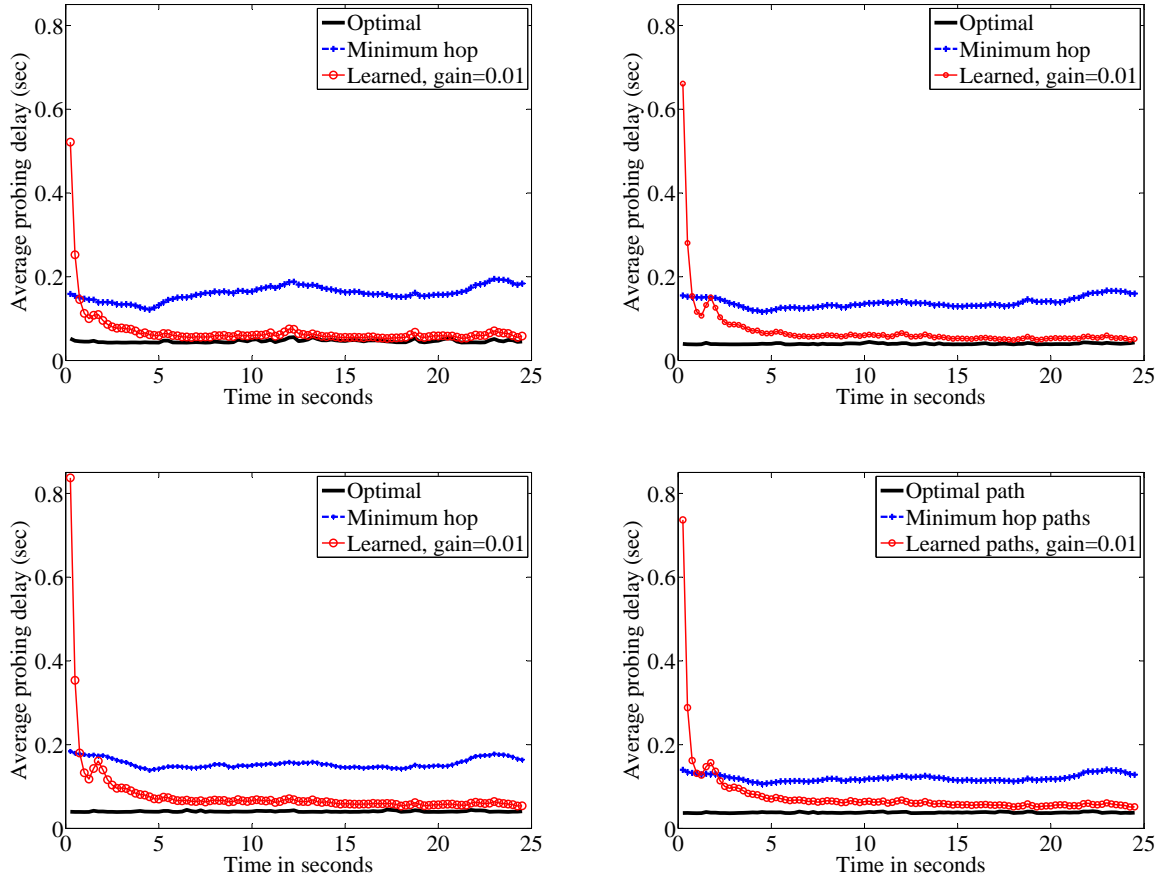 Optimal
Minimum hop
Learned, gain=0.01
Average probing delay (sec)
0.8
0.6
0.4
0.2
0
0 5 10 15 20 25
Time in seconds
Optimal
Minimum hop
Learned, gain=0.01
Average probing delay (sec)
0.8
0.6
0.4
0.2
0
0 5 10 15 20 25
Time in seconds
Optimal
Minimum hop
Learned, gain=0.01
Average probing delay (sec)
0.8
0.6
0.4
0.2
0
0 5 10 15 20 25
Time in seconds
Optimal path
Minimum hop paths
Learned paths, gain=0.01
Average probing delay (sec)
0.8
0.6
0.4
0.2
0
0 5 10 15 20 25
Time in seconds